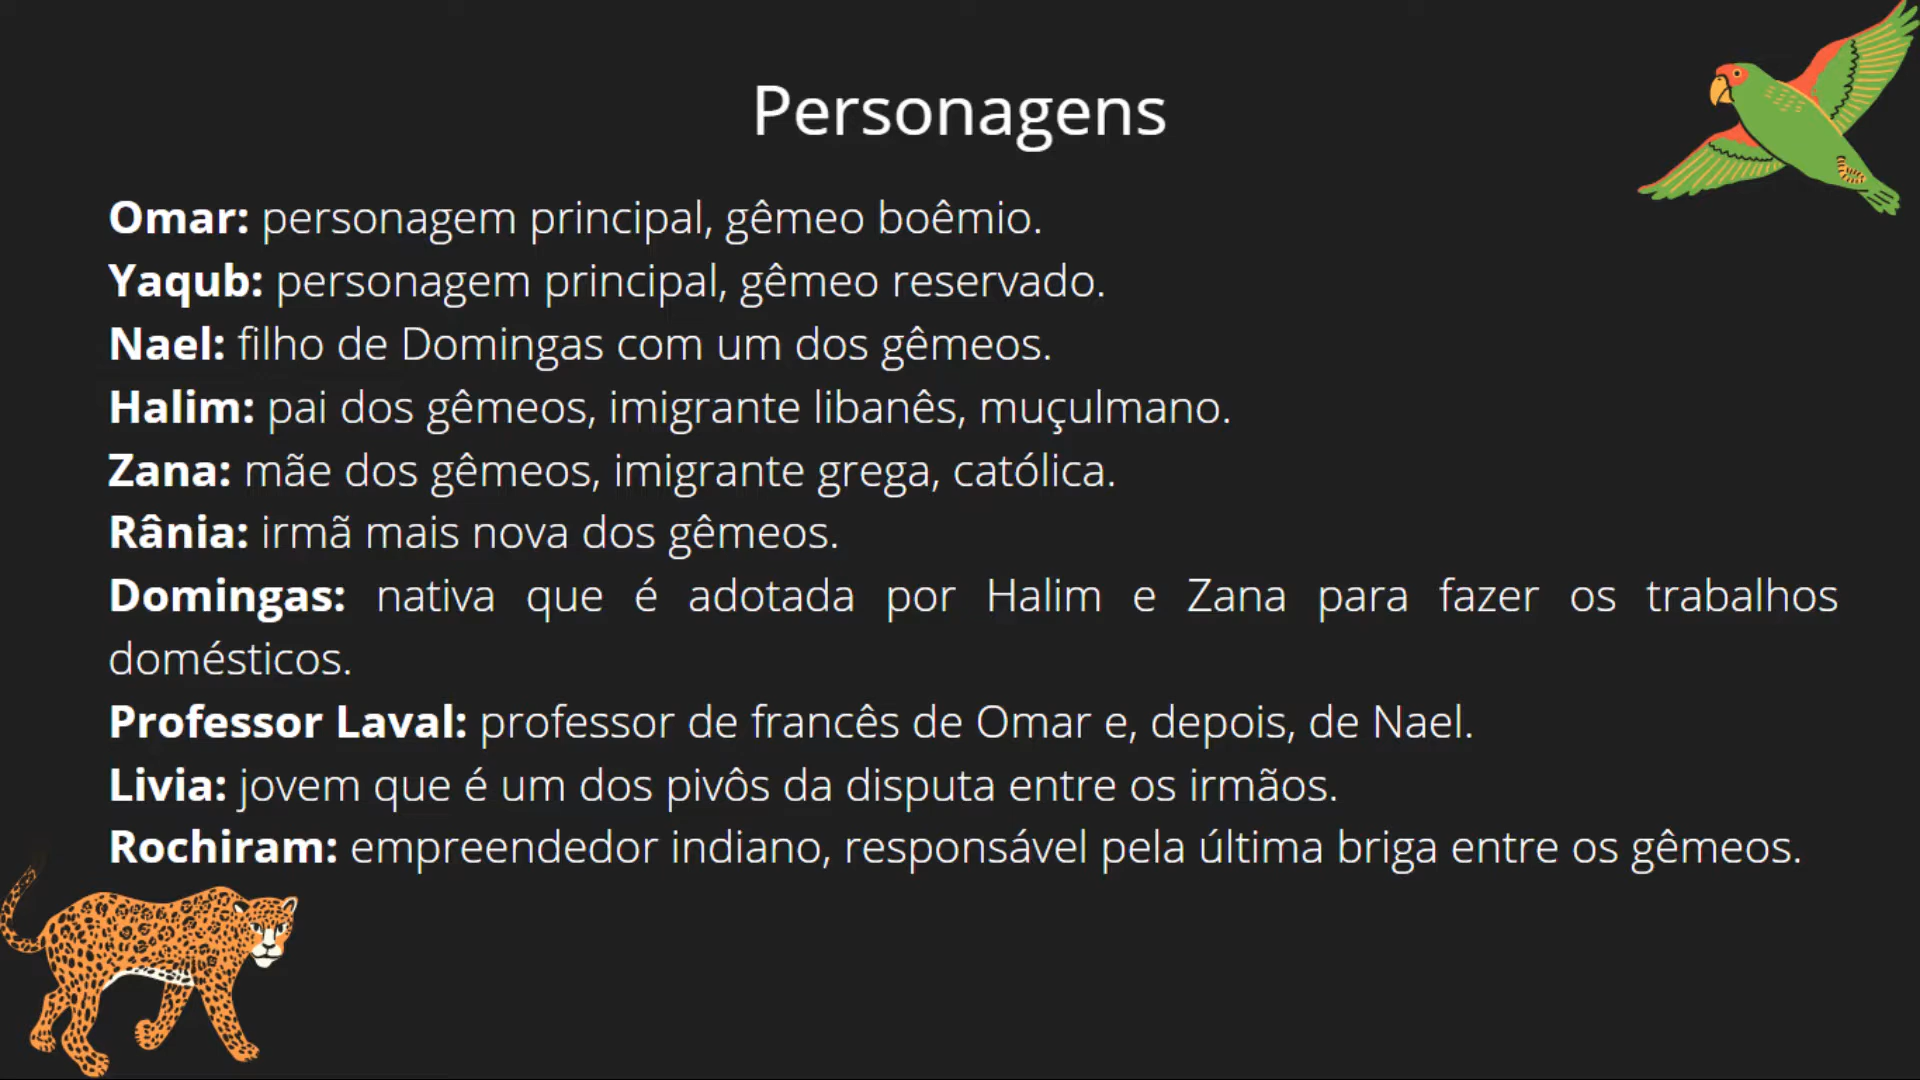 Personagens
Omar: personagem principal, gêmeo boêmio.
Yaqub: personagem principal, gêmeo reservado.
Nael: filho de Domingas com um dos gêmeos.
Halim: pai dos gêmeos, imigrante libanês, muçulmano.
Zana: mãe dos gêmeos, imigrante grega, católica.
Rânia: irmã mais nova dos gêmeos.
Domingas: nativa que é adotada por Halim e Zana para fazer os trabalhos
domésticos.
Professor Laval: professor de francês de Omar e, depois, de Nael.
Livia: jovem que é um dos pivôs da disputa entre os irmãos.
Rochiram: empreendedor indiano, responsável pela última briga entre os gêmeos.